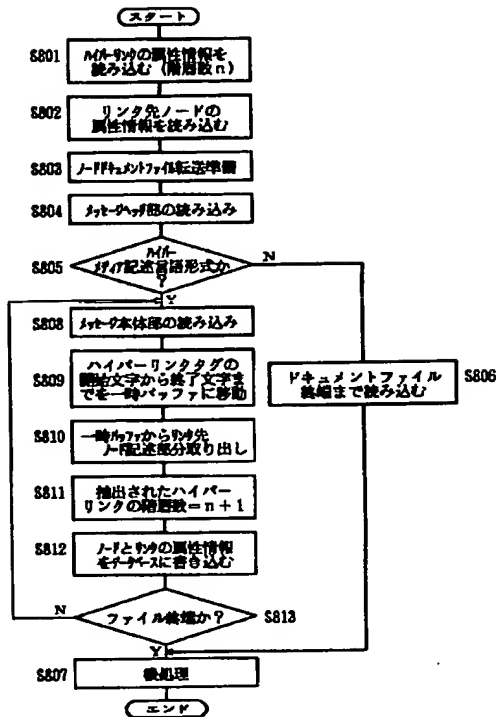 スタート
S801
ハイパーリンクの属性情報を
読み込む（階層数n）
S802
リンク先ノードの
属性情報を読み込む
S803
ノードドキュメントファイル転送準備
S804
メッセージヘッダ部の読み込み
S805
ハイパー
メディア記述言語形式か
?
N
Y
S808
メッセージ本体部の読み込み
S809
ハイパーリンクタグの
開始文字から終了文字ま
でを一時バッファに移動
ドキュメントファイル
終端まで読み込む
S806
S810
一時バッファからリンク先
ノード記述部分取り出し
S811
抽出されたハイパー
リンクの階層数=n+1
S812
ノードとリンクの属性情報
をデータベースに書き込む
N
ファイル終端か？
S813
Y
S807
後処理
エンド